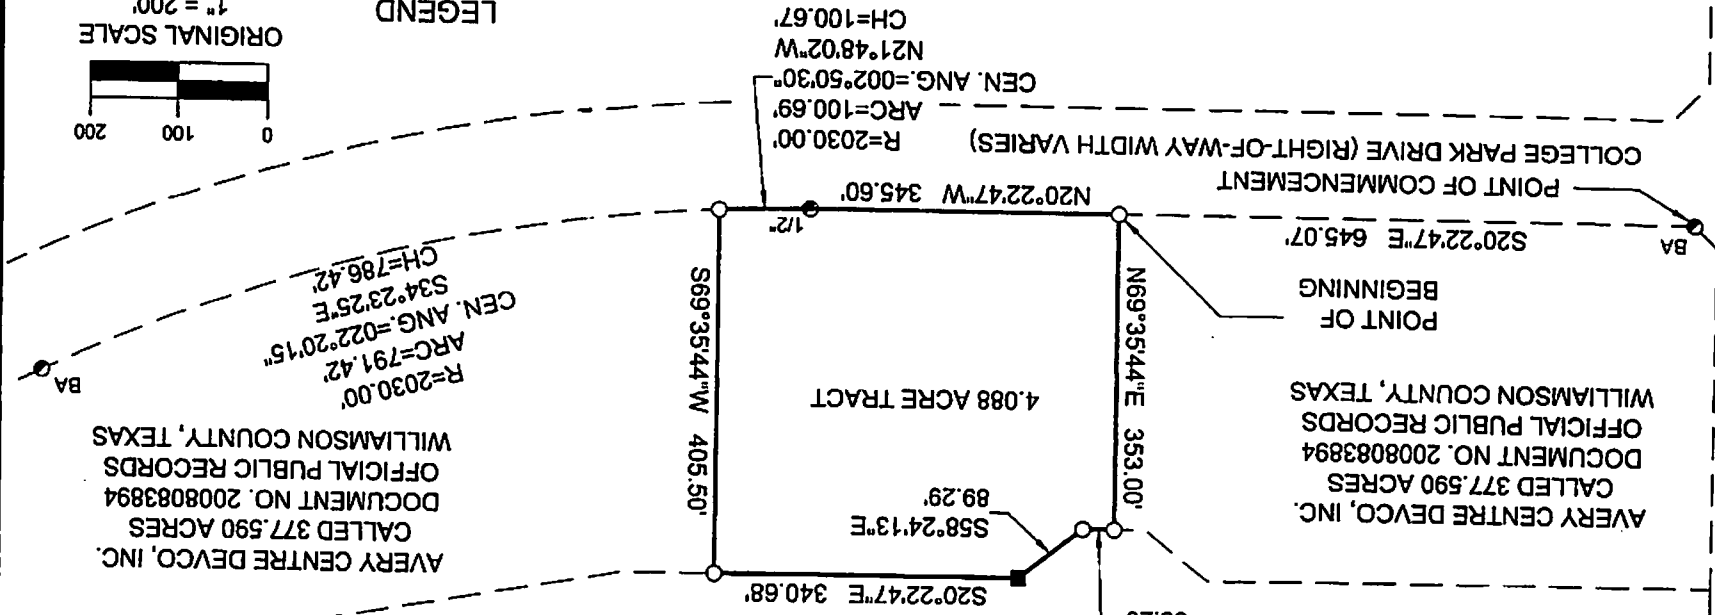 S20°22'47"E 340.68'
AVERY CENTRE DEVCO, INC.
CALLED 377.590 ACRES
DOCUMENT NO. 2008083894
OFFICIAL PUBLIC RECORDS
WILLIAMSON COUNTY, TEXAS
S58°24'13"E
89.29'
N69°35'44"E 353.00'
4.088 ACRE TRACT
S69°35'44"W 405.50'
AVERY CENTRE DEVCO, INC.
CALLED 377.590 ACRES
DOCUMENT NO. 2008083894
OFFICIAL PUBLIC RECORDS
WILLIAMSON COUNTY, TEXAS
R=2030.00'
ARC=791.42'
CEN. ANG.=022°20'15"
S34°23'25"E
CH=786.42'
BA
POINT OF
BEGINNING
BA
S20°22'47"E 645.07'
1/2"
N20°22'47"W 345.60'
POINT OF COMMENCEMENT
COLLEGE PARK DRIVE (RIGHT-OF-WAY WIDTH VARIES)
R=2030.00'
ARC=100.69'
CEN. ANG.=002°50'30"
N21°48'02"W
CH=100.67'
0 100 200
ORIGINAL SCALE
1" = 200'
LEGEND